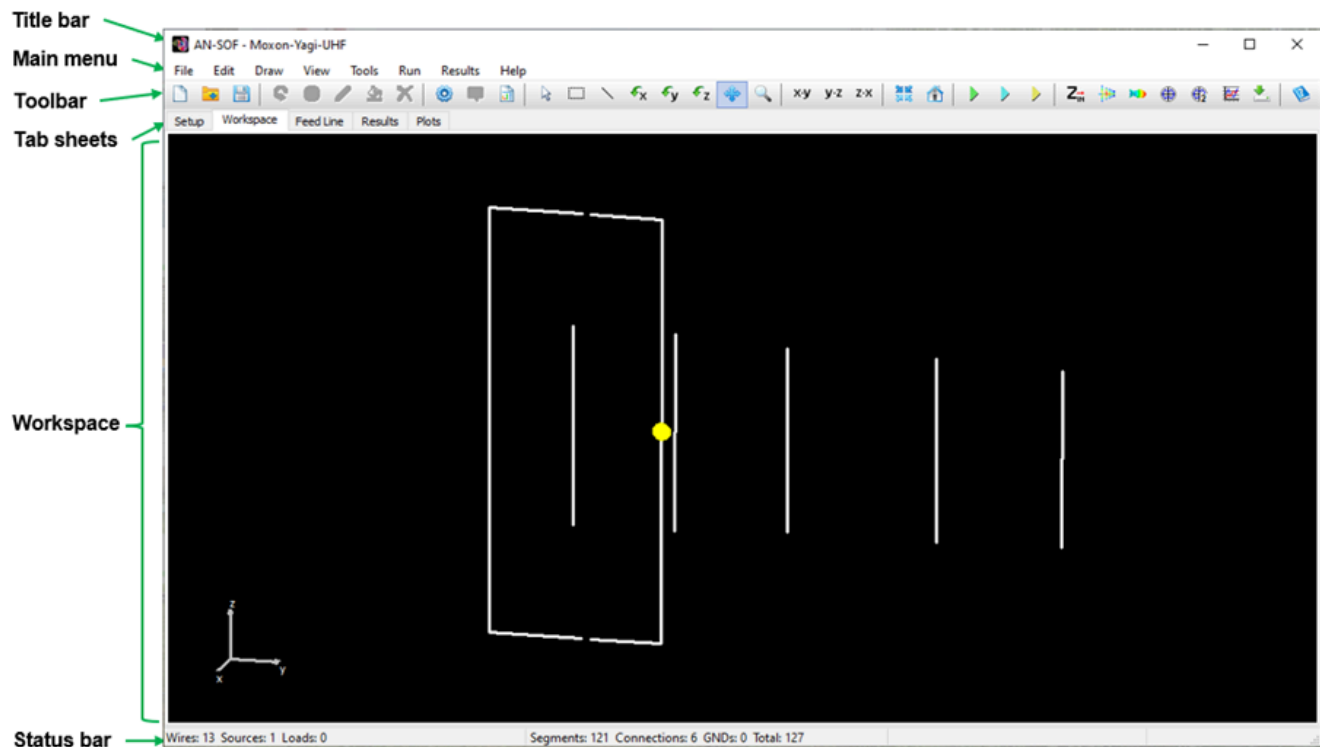 Title bar
AN-SOF - Moxon-Yagi-UHF
Main menu
File Edit Draw View Tools Run Results Help
Toolbar
x y z x-y y-z z-x Z IN 2
Tab sheets
Setup Workspace Feed Line Results Plots
Workspace
z
y
x
Status bar
Wires: 13 Sources: 1 Loads: 0 Segments: 121 Connections: 6 GNDs: 0 Total: 127